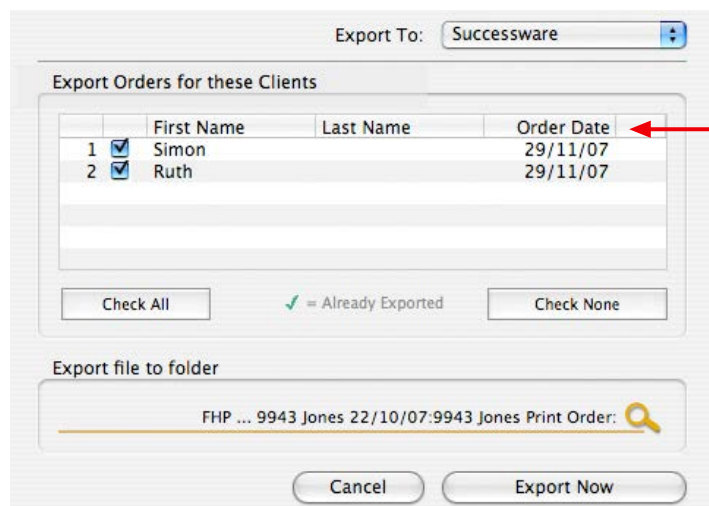 Export To: Successware
Export Orders for these Clients
First Name Last Name Order Date
1 Simon 29/11/07
2 Ruth 29/11/07
Check All ✓ = Already Exported Check None
Export file to folder
FHP ... 9943 Jones 22/10/07:9943 Jones Print Order:
Cancel Export Now